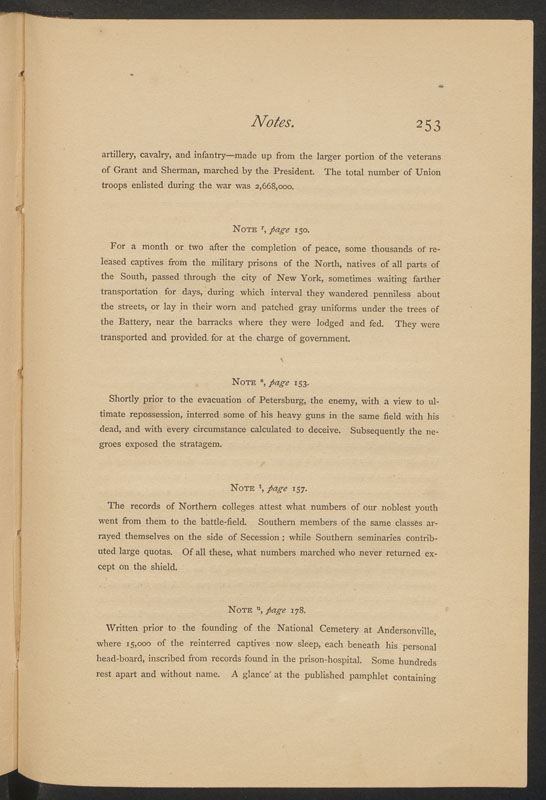 Notes. 253
artillery, cavalry, and infantry—made up from the larger portion of the veterans
of Grant and Sherman, marched by the President. The total number of Union
troops enlisted during the war was 2,668,000.
NOTE r, page 150.
For a month or two after the completion of peace, some thousands of re-
leased captives from the military prisons of the North, natives of all parts of
the South, passed through the city of New York, sometimes waiting farther
transportation for days, during which interval they wandered penniless about
the streets, or lay in their worn and patched gray uniforms under the trees of
the Battery, near the barracks where they were lodged and fed. They were
transported and provided for at the charge of government.
NOTE s, page 153.
Shortly prior to the evacuation of Petersburg, the enemy, with a view to ul-
timate repossession, interred some of his heavy guns in the same field with his
dead, and with every circumstance calculated to deceive. Subsequently the ne-
groes exposed the stratagem.
NOTE t, page 157.
The records of Northern colleges attest what numbers of our noblest youth
went from them to the battle-field. Southern members of the same classes ar-
rayed themselves on the side of Secession; while Southern seminaries contrib-
uted large quotas. Of all these, what numbers marched who never returned ex-
cept on the shield.
NOTE u, page 178.
Written prior to the founding of the National Cemetery at Andersonville,
where 15,000 of the reinterred captives now sleep, each beneath his personal
head-board, inscribed from records found in the prison-hospital. Some hundreds
rest apart and without name. A glance at the published pamphlet containing